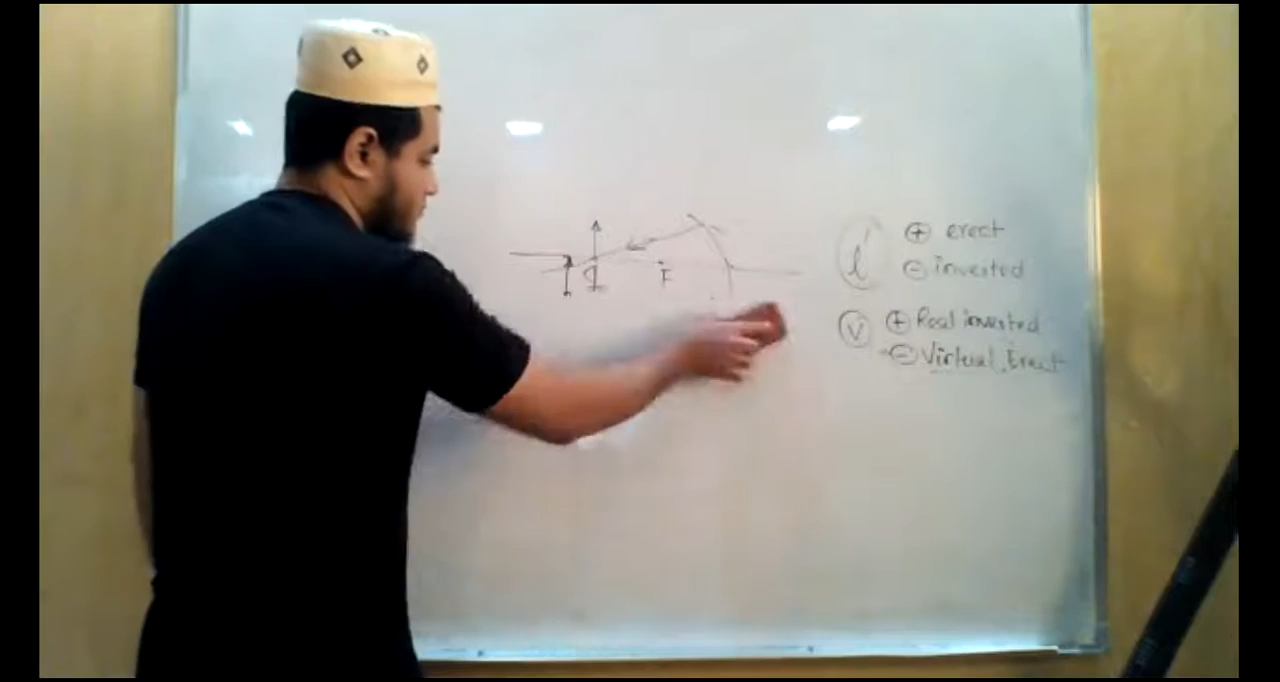 F
l' ⊕ erect
⊖ inverted
v ⊕ Real inverted
⊖ Virtual, Erect